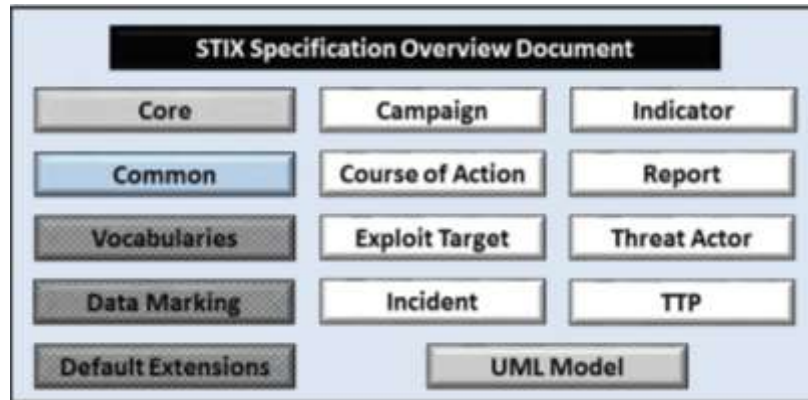 STIX Specification Overview Document
Core
Campaign
Indicator
Common
Course of Action
Report
Vocabularies
Exploit Target
Threat Actor
Data Marking
Incident
TTP
Default Extensions
UML Model